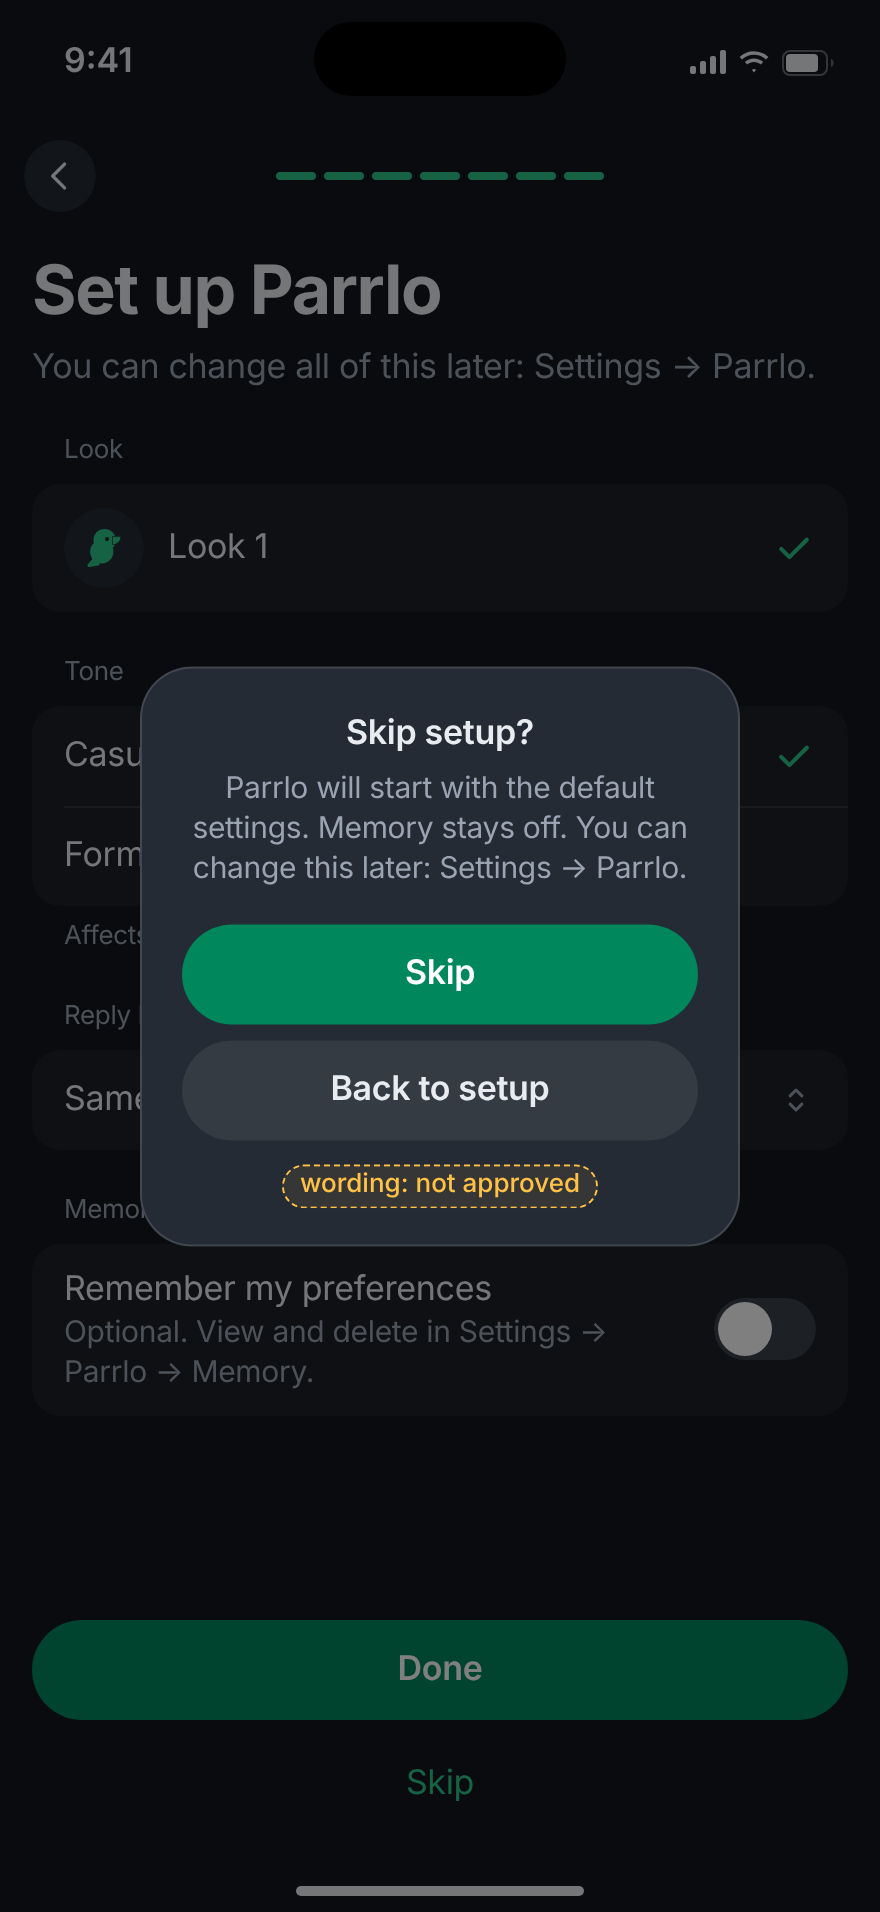 9:41
Set up Parrlo
You can change all of this later: Settings → Parrlo.
Look
Look 1
Tone
Casu
Form
Affects
Reply
Same
Memor
Skip setup?
Parrlo will start with the default
settings. Memory stays off. You can
change this later: Settings → Parrlo.
Skip
Back to setup
wording: not approved
Remember my preferences
Optional. View and delete in Settings →
Parrlo → Memory.
Done
Skip